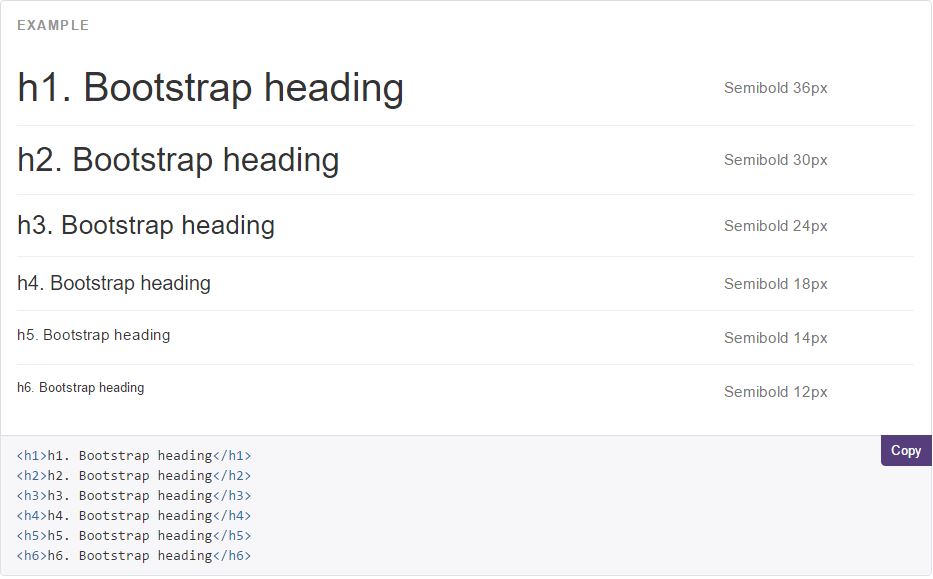 EXAMPLE
h1. Bootstrap heading Semibold 36px
h2. Bootstrap heading Semibold 30px
h3. Bootstrap heading Semibold 24px
h4. Bootstrap heading Semibold 18px
h5. Bootstrap heading Semibold 14px
h6. Bootstrap heading Semibold 12px
Copy
<h1>h1. Bootstrap heading</h1>
<h2>h2. Bootstrap heading</h2>
<h3>h3. Bootstrap heading</h3>
<h4>h4. Bootstrap heading</h4>
<h5>h5. Bootstrap heading</h5>
<h6>h6. Bootstrap heading</h6>